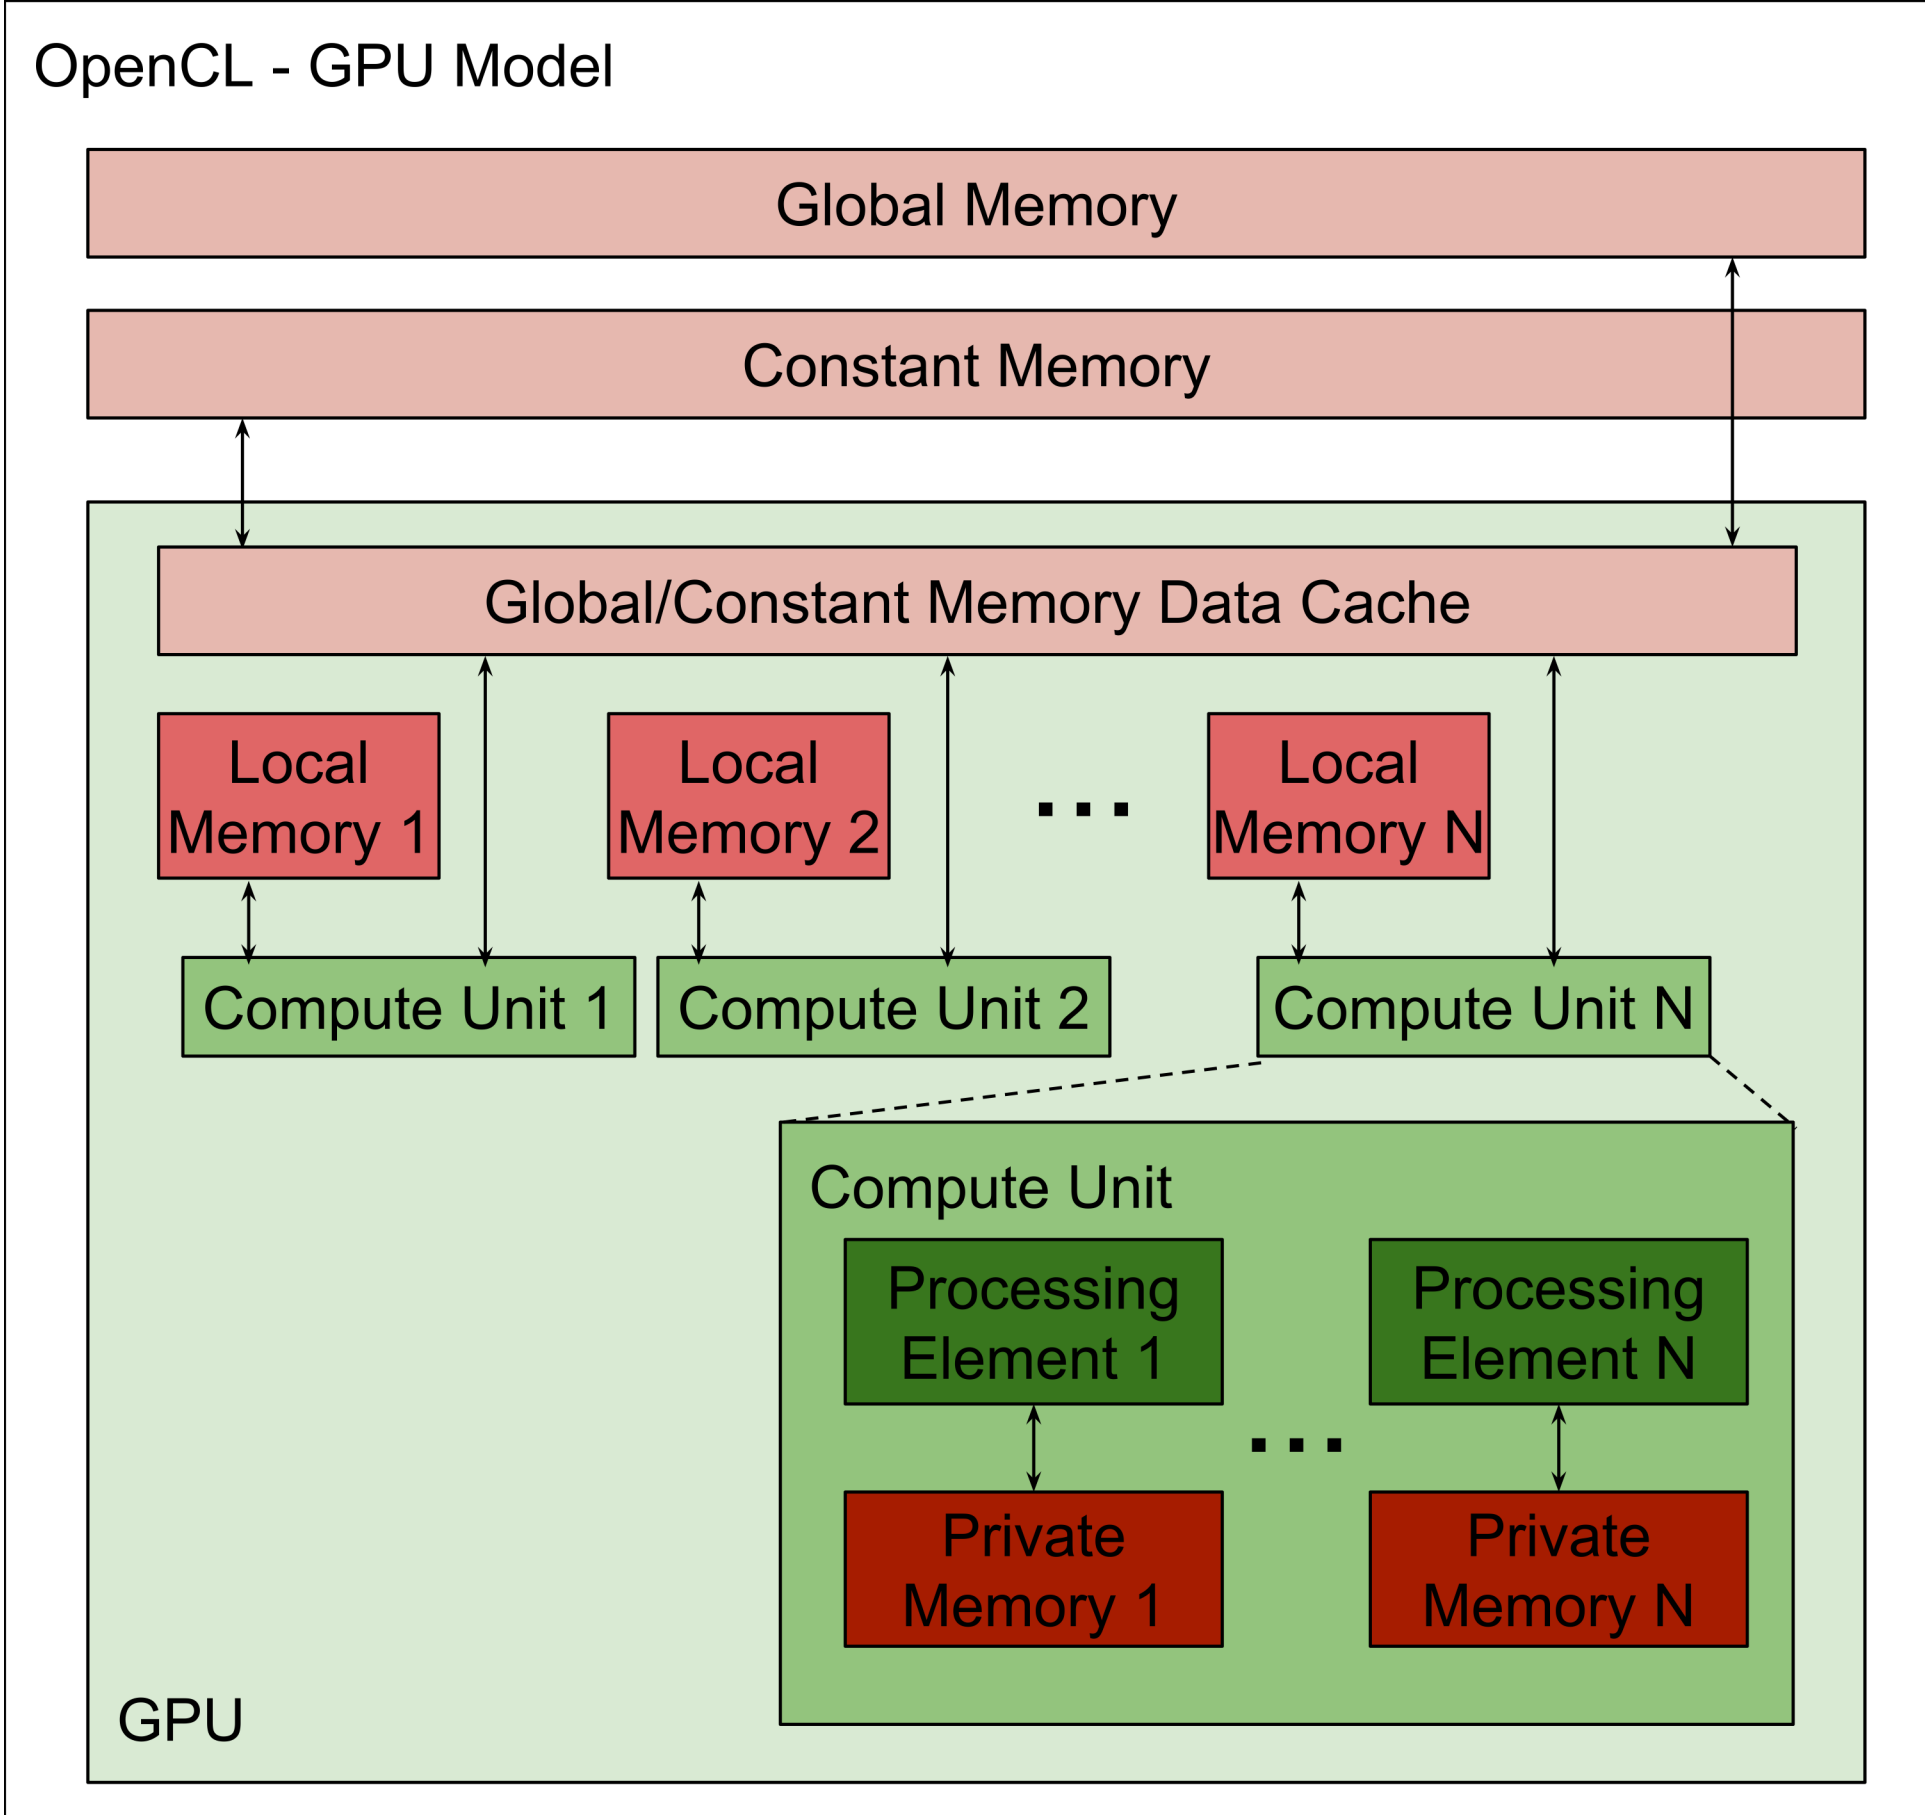 OpenCL - GPU Model
Global Memory
Constant Memory
Global/Constant Memory Data Cache
Local
Memory 1
Local
Memory 2
...
Local
Memory N
Compute Unit 1
Compute Unit 2
Compute Unit N
Compute Unit
Processing
Element 1
Processing
Element N
...
Private
Memory 1
Private
Memory N
GPU